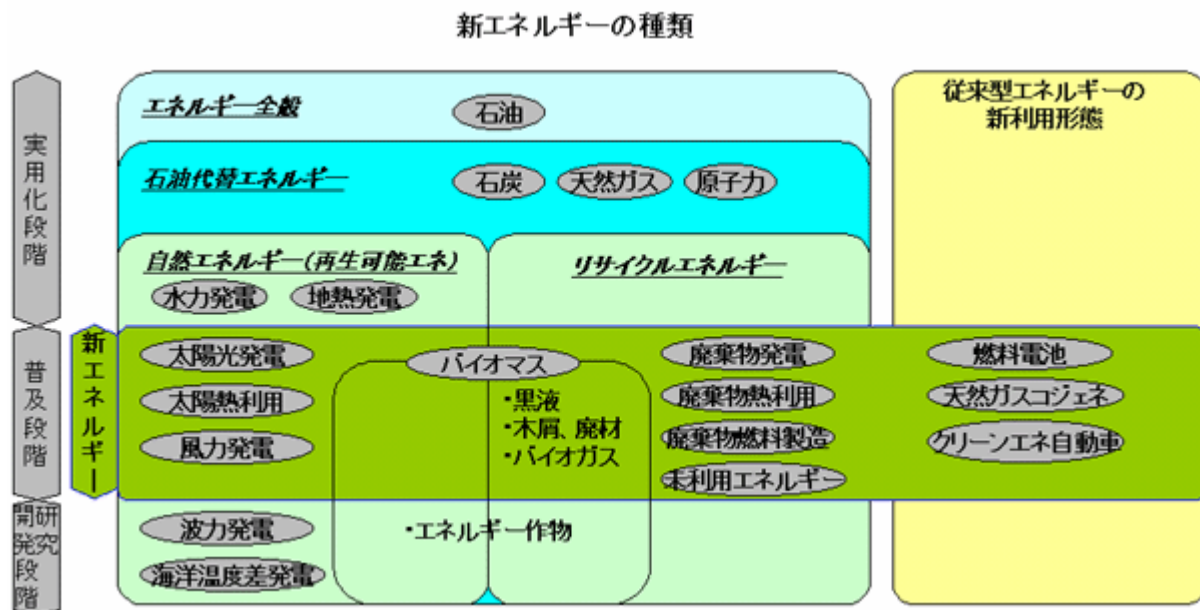 新エネルギーの種類
実用化段階
エネルギー全般
石油
従来型エネルギーの
新利用形態
石油代替エネルギー
石炭
天然ガス
原子力
自然エネルギー(再生可能エネ)
リサイクルエネルギー
水力発電
地熱発電
普及段階
新エネルギー
太陽光発電
バイオマス
廃棄物発電
燃料電池
太陽熱利用
・黒液
廃棄物熱利用
天然ガスコジェネ
・木屑、廃材
風力発電
・バイオガス
廃棄物燃料製造
クリーンエネ自動車
未利用エネルギー
研究
開発
段階
波力発電
・エネルギー作物
海洋温度差発電